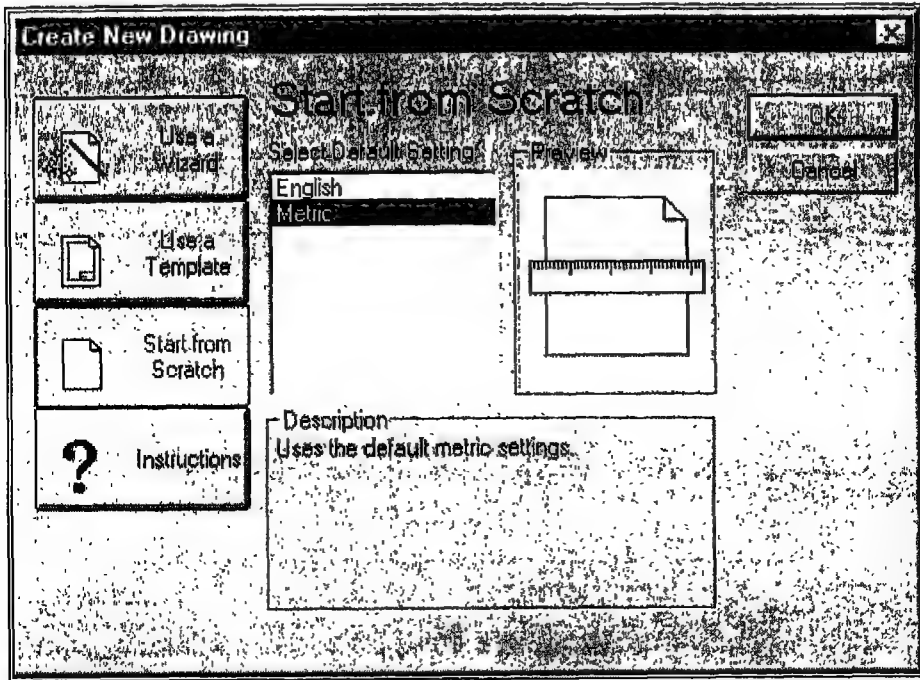 Create New Drawing
Start from Scratch
Use a
Wizard
Use a
Template
Start from
Scratch
Instructions
Select Default Setting:
English
Metric
Preview
Description
Uses the default metric settings.
OK
Cancel